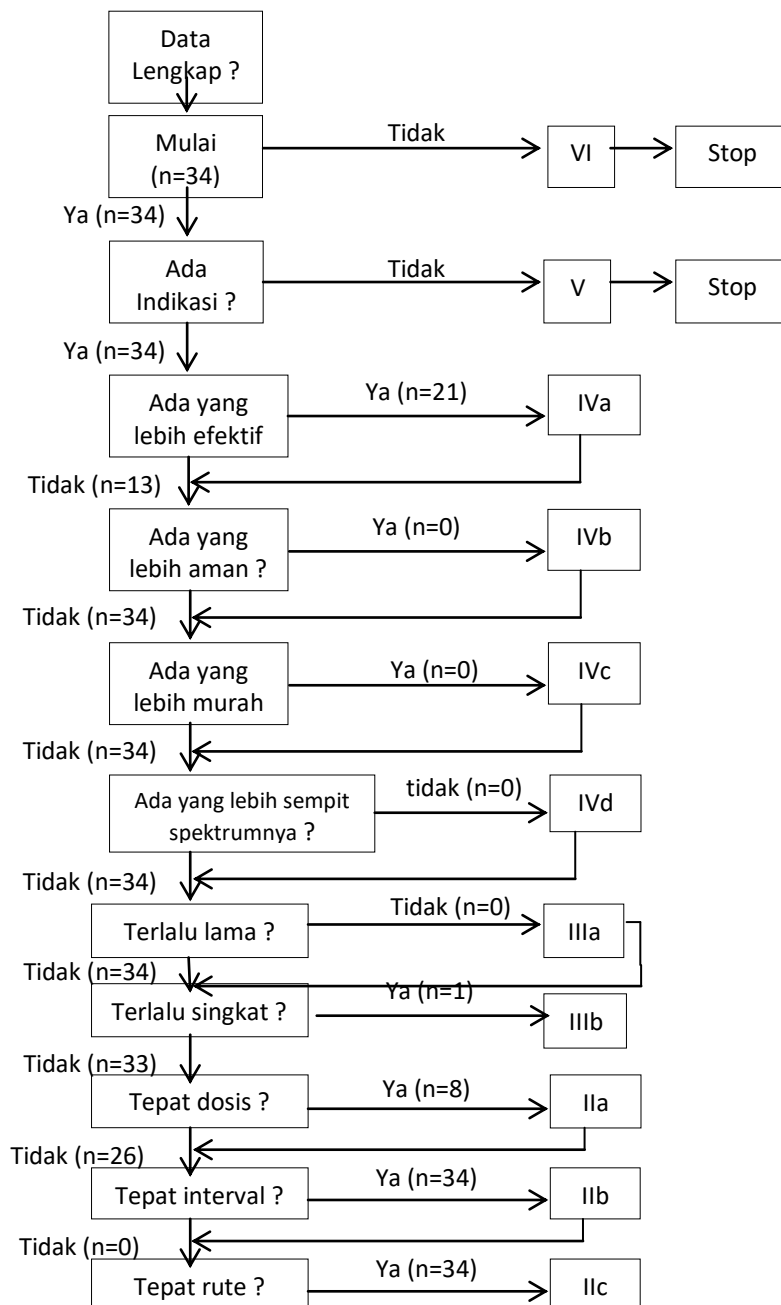 Data
Lengkap ?
Mulai
(n=34)
Tidak
VI
Stop
Ya (n=34)
Ada
Indikasi ?
Tidak
V
Stop
Ya (n=34)
Ada yang
lebih efektif
Ya (n=21)
IVa
Tidak (n=13)
Ada yang
lebih aman ?
Ya (n=0)
IVb
Tidak (n=34)
Ada yang
lebih murah
Ya (n=0)
IVc
Tidak (n=34)
Ada yang lebih sempit
spektrumnya ?
tidak (n=0)
IVd
Tidak (n=34)
Terlalu lama ?
Tidak (n=0)
IIIa
Tidak (n=34)
Terlalu singkat ?
Ya (n=1)
IIIb
Tidak (n=33)
Tepat dosis ?
Ya (n=8)
IIa
Tidak (n=26)
Tepat interval ?
Ya (n=34)
IIb
Tidak (n=0)
Tepat rute ?
Ya (n=34)
IIc